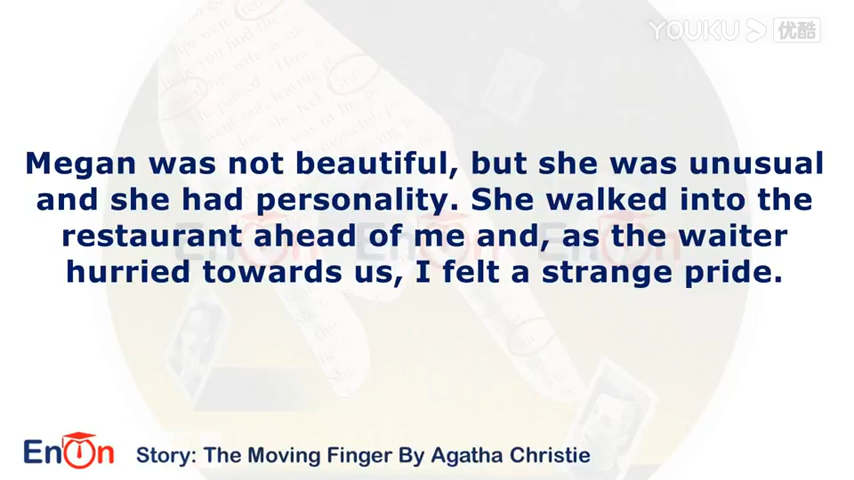 YOUKU 优酷
Megan was not beautiful, but she was unusual
and she had personality. She walked into the
restaurant ahead of me and, as the waiter
hurried towards us, I felt a strange pride.
EnOn
Story: The Moving Finger By Agatha Christie